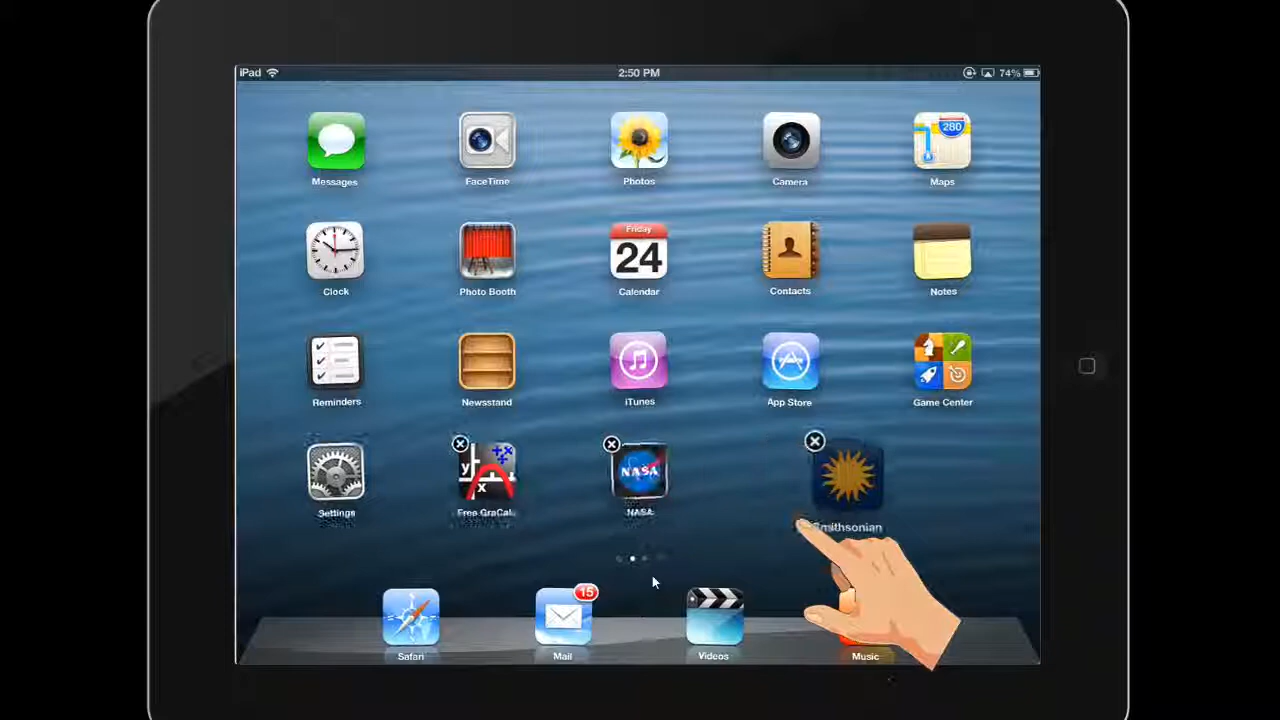 iPad 2:50 PM 74%
280
Messages FaceTime Photos Camera Maps
Friday
24
Clock Photo Booth Calendar Contacts Notes
Reminders Newsstand iTunes App Store Game Center
y x
NASA
Settings Free GraCalc NASA Smithsonian
15
Safari Mail Videos Music